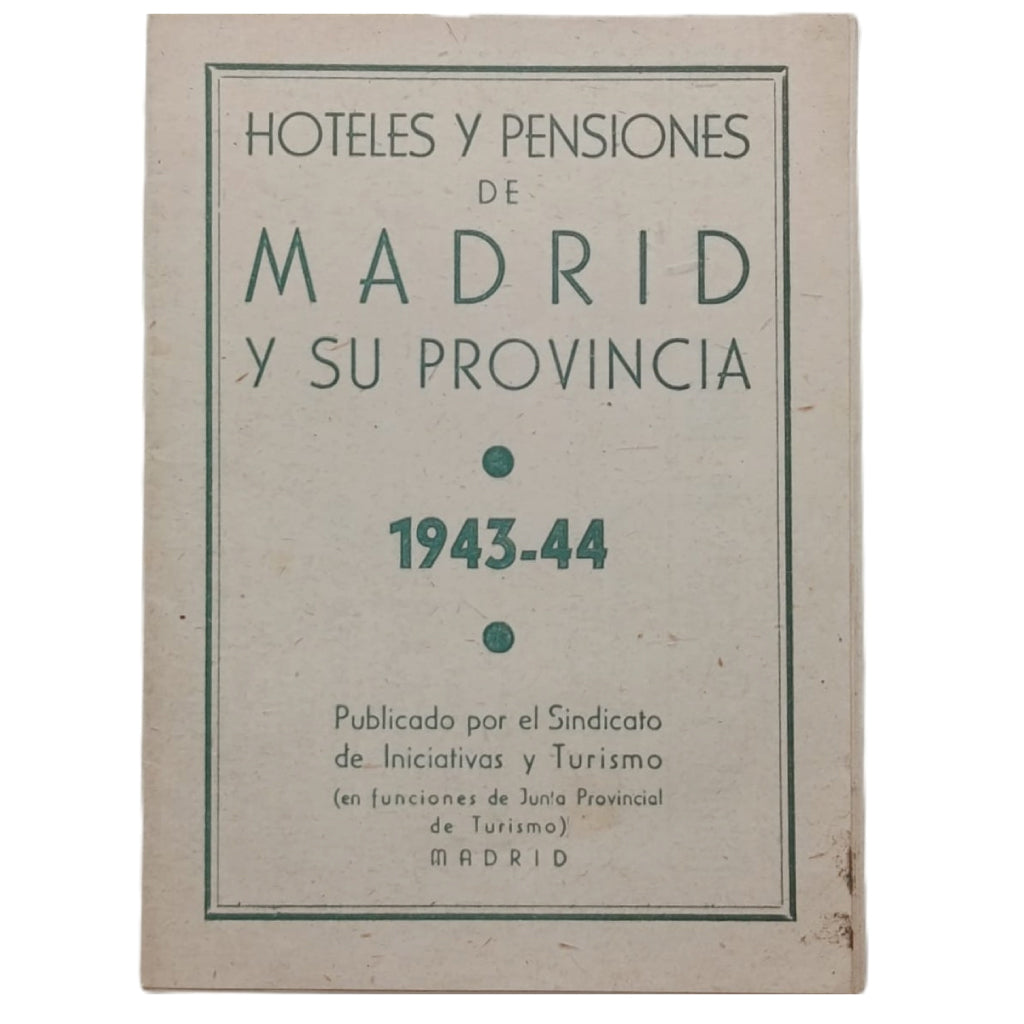 HOTELES Y PENSIONES
DE
MADRID
Y SU PROVINCIA
1943-44
Publicado por el Sindicato
de Iniciativas y Turismo
(en funciones de Junta Provincial
de Turismo)
MADRID